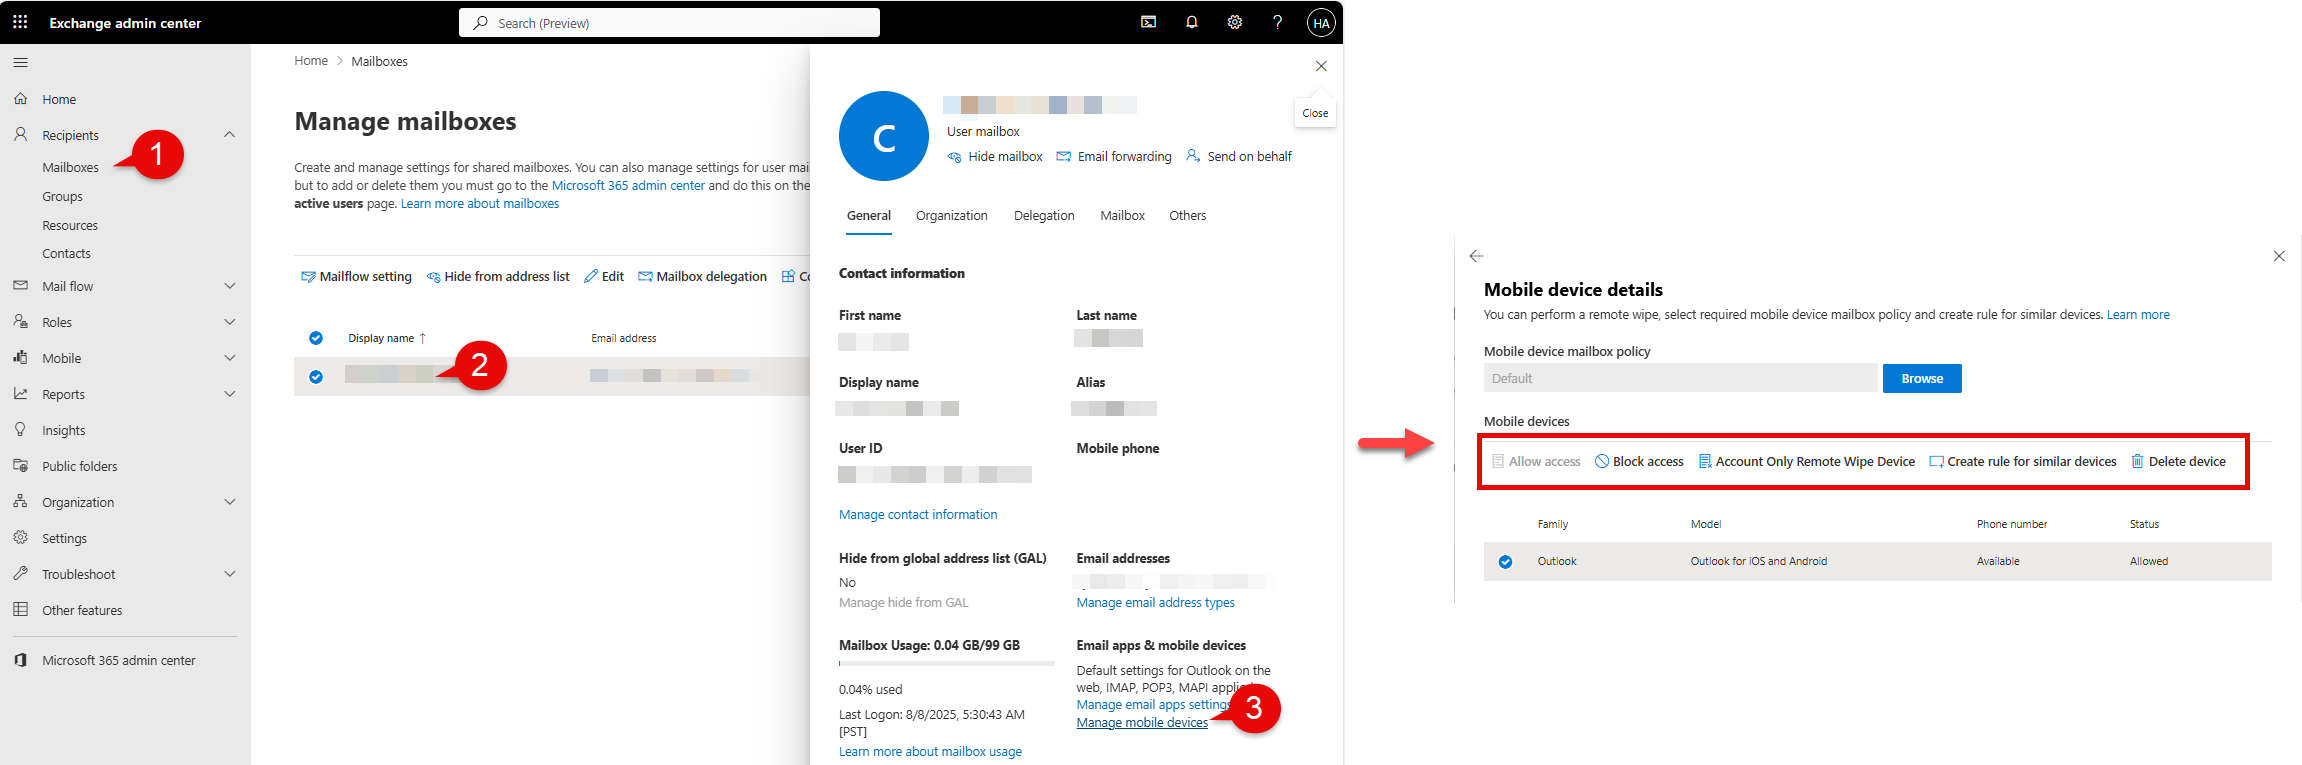 Exchange admin center
Search (Preview)
HA
Home
Recipients
Mailboxes
Groups
Resources
Contacts
Mail flow
Roles
Mobile
Reports
Insights
Public folders
Organization
Settings
Troubleshoot
Other features
Microsoft 365 admin center
1
Home > Mailboxes
Manage mailboxes
Create and manage settings for shared mailboxes. You can also manage settings for user mai
but to add or delete them you must go to the Microsoft 365 admin center and do this on the
active users page. Learn more about mailboxes
Mailflow setting Hide from address list Edit Mailbox delegation Co
Display name ↑ Email address
2
Close
C
User mailbox
Hide mailbox Email forwarding Send on behalf
General Organization Delegation Mailbox Others
Contact information
First name Last name
Display name Alias
User ID Mobile phone
Manage contact information
Hide from global address list (GAL)
No
Manage hide from GAL
Email addresses
Manage email address types
Mailbox Usage: 0.04 GB/99 GB
0.04% used
Last Logon: 8/8/2025, 5:30:43 AM
[PST]
Learn more about mailbox usage
Email apps & mobile devices
Default settings for Outlook on the
web, IMAP, POP3, MAPI
Manage email apps settings
Manage mobile devices
3
Mobile device details
You can perform a remote wipe, select required mobile device mailbox policy and create rule for similar devices. Learn more
Mobile device mailbox policy
Default
Browse
Mobile devices
Allow access Block access Account Only Remote Wipe Device Create rule for similar devices Delete device
Family Model Phone number Status
Outlook Outlook for iOS and Android Available Allowed